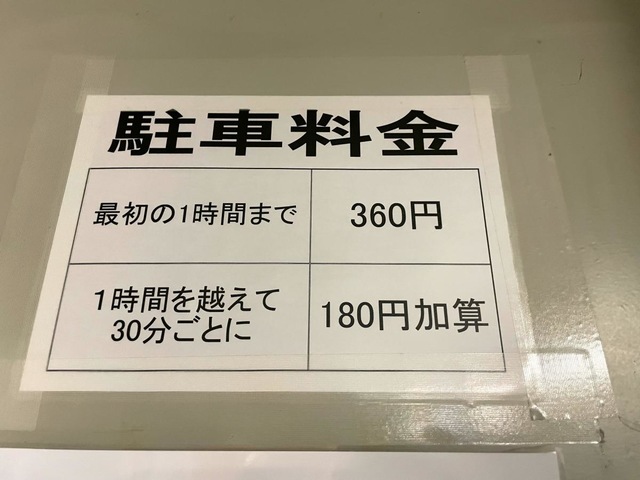 駐車料金
最初の1時間まで
360円
1時間を越えて
30分ごとに
180円加算